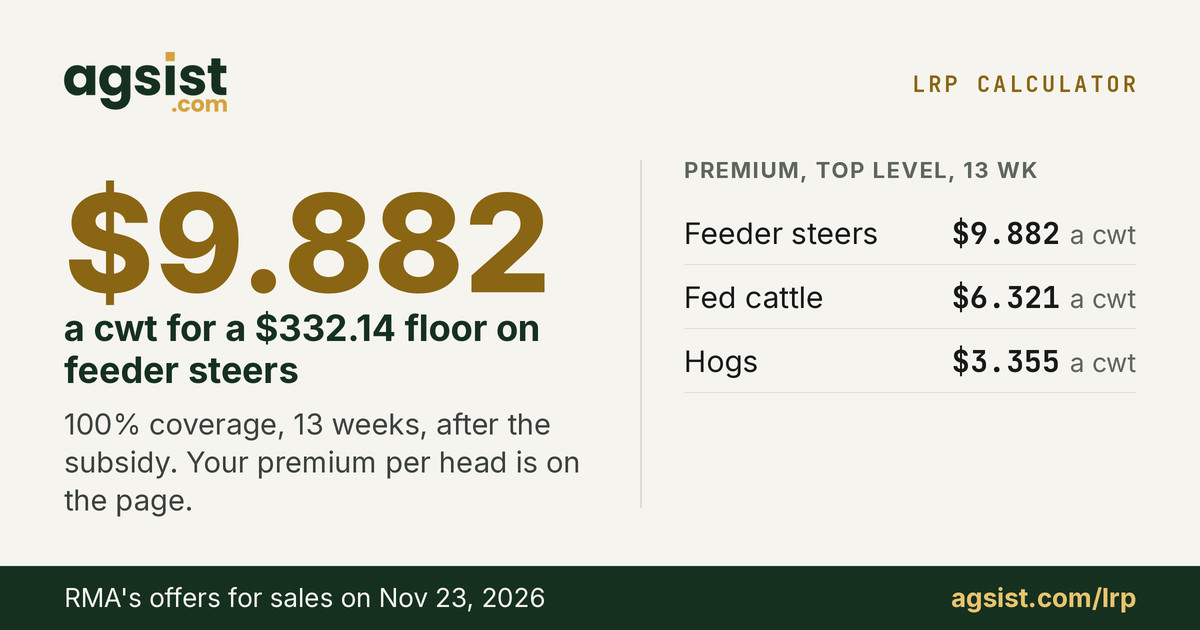 agsist
.com
LRP CALCULATOR
$9.882
a cwt for a $332.14 floor on
feeder steers
100% coverage, 13 weeks, after the
subsidy. Your premium per head is on
the page.
PREMIUM, TOP LEVEL, 13 WK
Feeder steers $9.882 a cwt
Fed cattle $6.321 a cwt
Hogs $3.355 a cwt
RMA's offers for sales on Nov 23, 2026
agsist.com/lrp